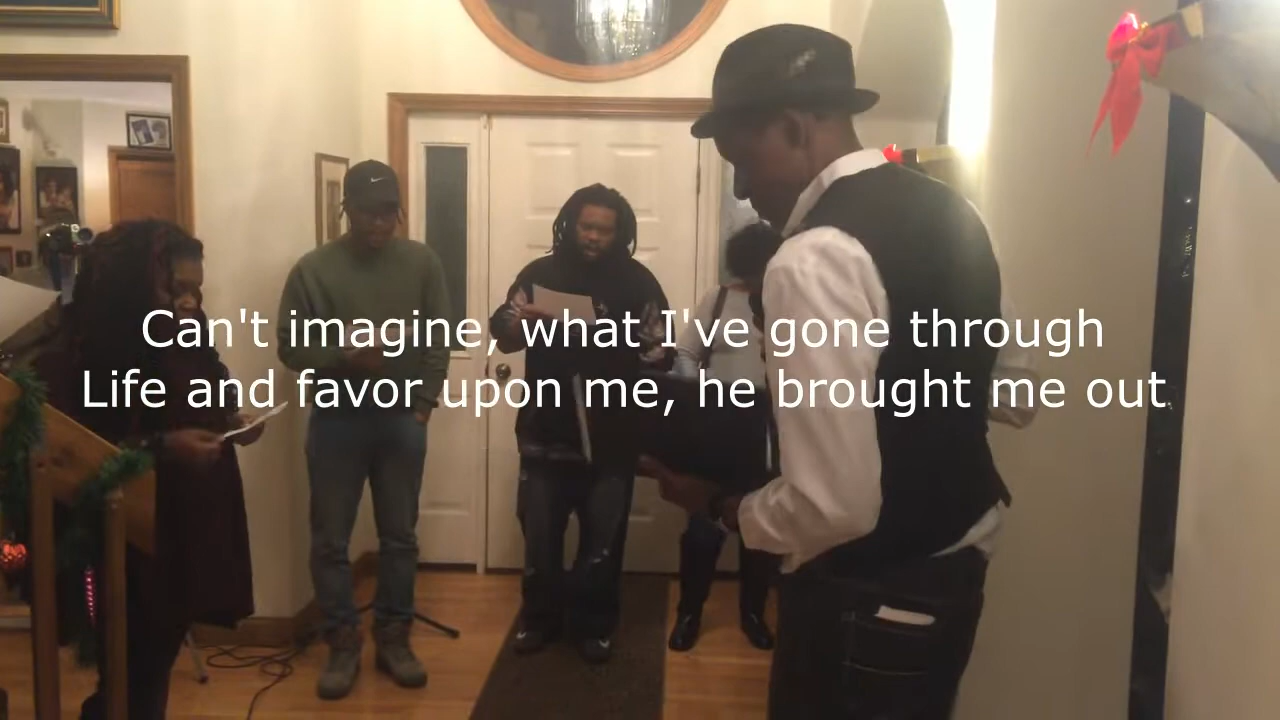 Can't imagine, what I've gone through
Life and favor upon me, he brought me out